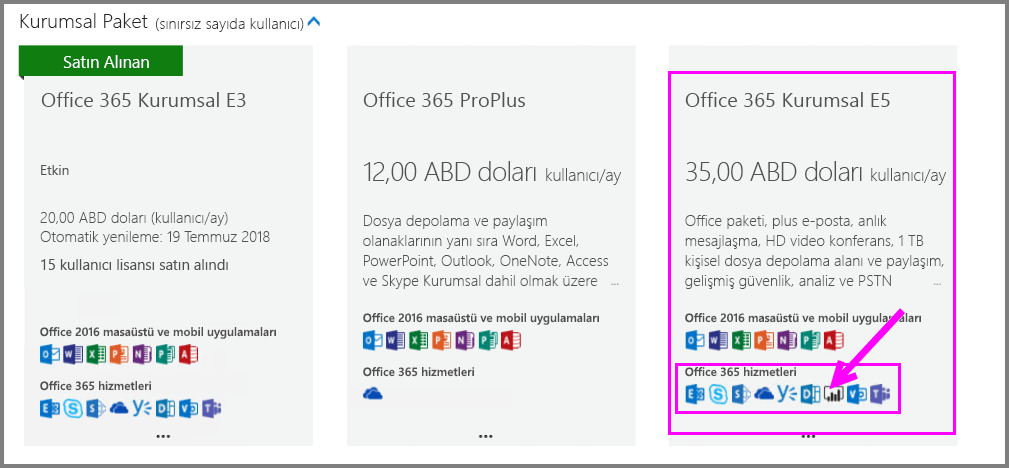 Kurumsal Paket (sınırsız sayıda kullanıcı)
Satın Alınan
Office 365 Kurumsal E3
Etkin
20,00 ABD doları (kullanıcı/ay)
Otomatik yenileme: 19 Temmuz 2018
15 kullanıcı lisansı satın alındı
Office 2016 masaüstü ve mobil uygulamaları
Office 365 hizmetleri
...
Office 365 ProPlus
12,00 ABD doları kullanıcı/ay
Dosya depolama ve paylaşım
olanaklarının yanı sıra Word, Excel,
PowerPoint, Outlook, OneNote, Access
ve Skype Kurumsal dahil olmak üzere ...
Office 2016 masaüstü ve mobil uygulamaları
Office 365 hizmetleri
...
Office 365 Kurumsal E5
35,00 ABD doları kullanıcı/ay
Office paketi, plus e-posta, anlık
mesajlaşma, HD video konferans, 1 TB
kişisel dosya depolama alanı ve paylaşım,
gelişmiş güvenlik, analiz ve PSTN ...
Office 2016 masaüstü ve mobil uygulamaları
Office 365 hizmetleri
...